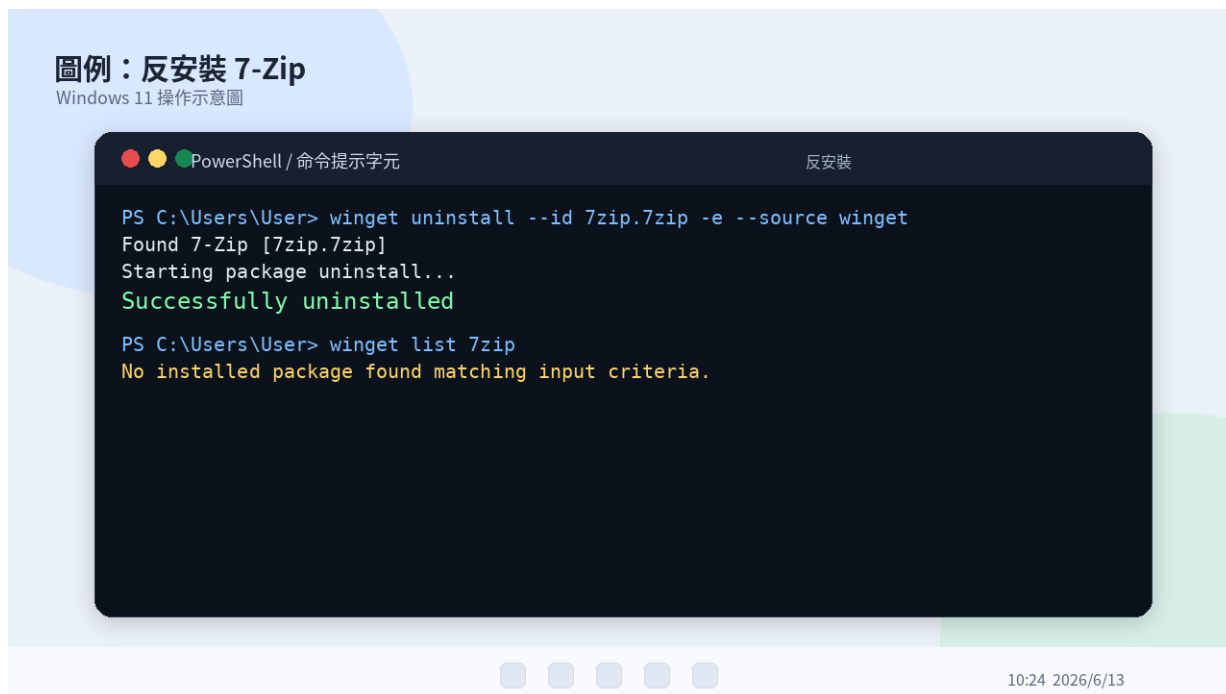 圖例：反安裝 7-Zip
Windows 11 操作示意圖
PowerShell / 命令提示字元
反安裝
PS C:\Users\User> winget uninstall --id 7zip.7zip -e --source winget
Found 7-Zip [7zip.7zip]
Starting package uninstall...
Successfully uninstalled
PS C:\Users\User> winget list 7zip
No installed package found matching input criteria.
10:24 2026/6/13